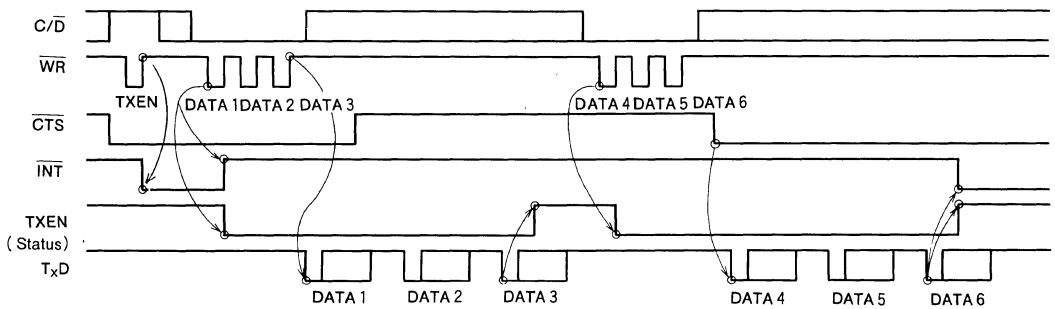 C/D̅
W̅R̅
TXEN DATA 1 DATA 2 DATA 3 DATA 4 DATA 5 DATA 6
C̅T̅S̅
I̅N̅T̅
TXEN
(Status)
TxD
DATA 1 DATA 2 DATA 3 DATA 4 DATA 5 DATA 6